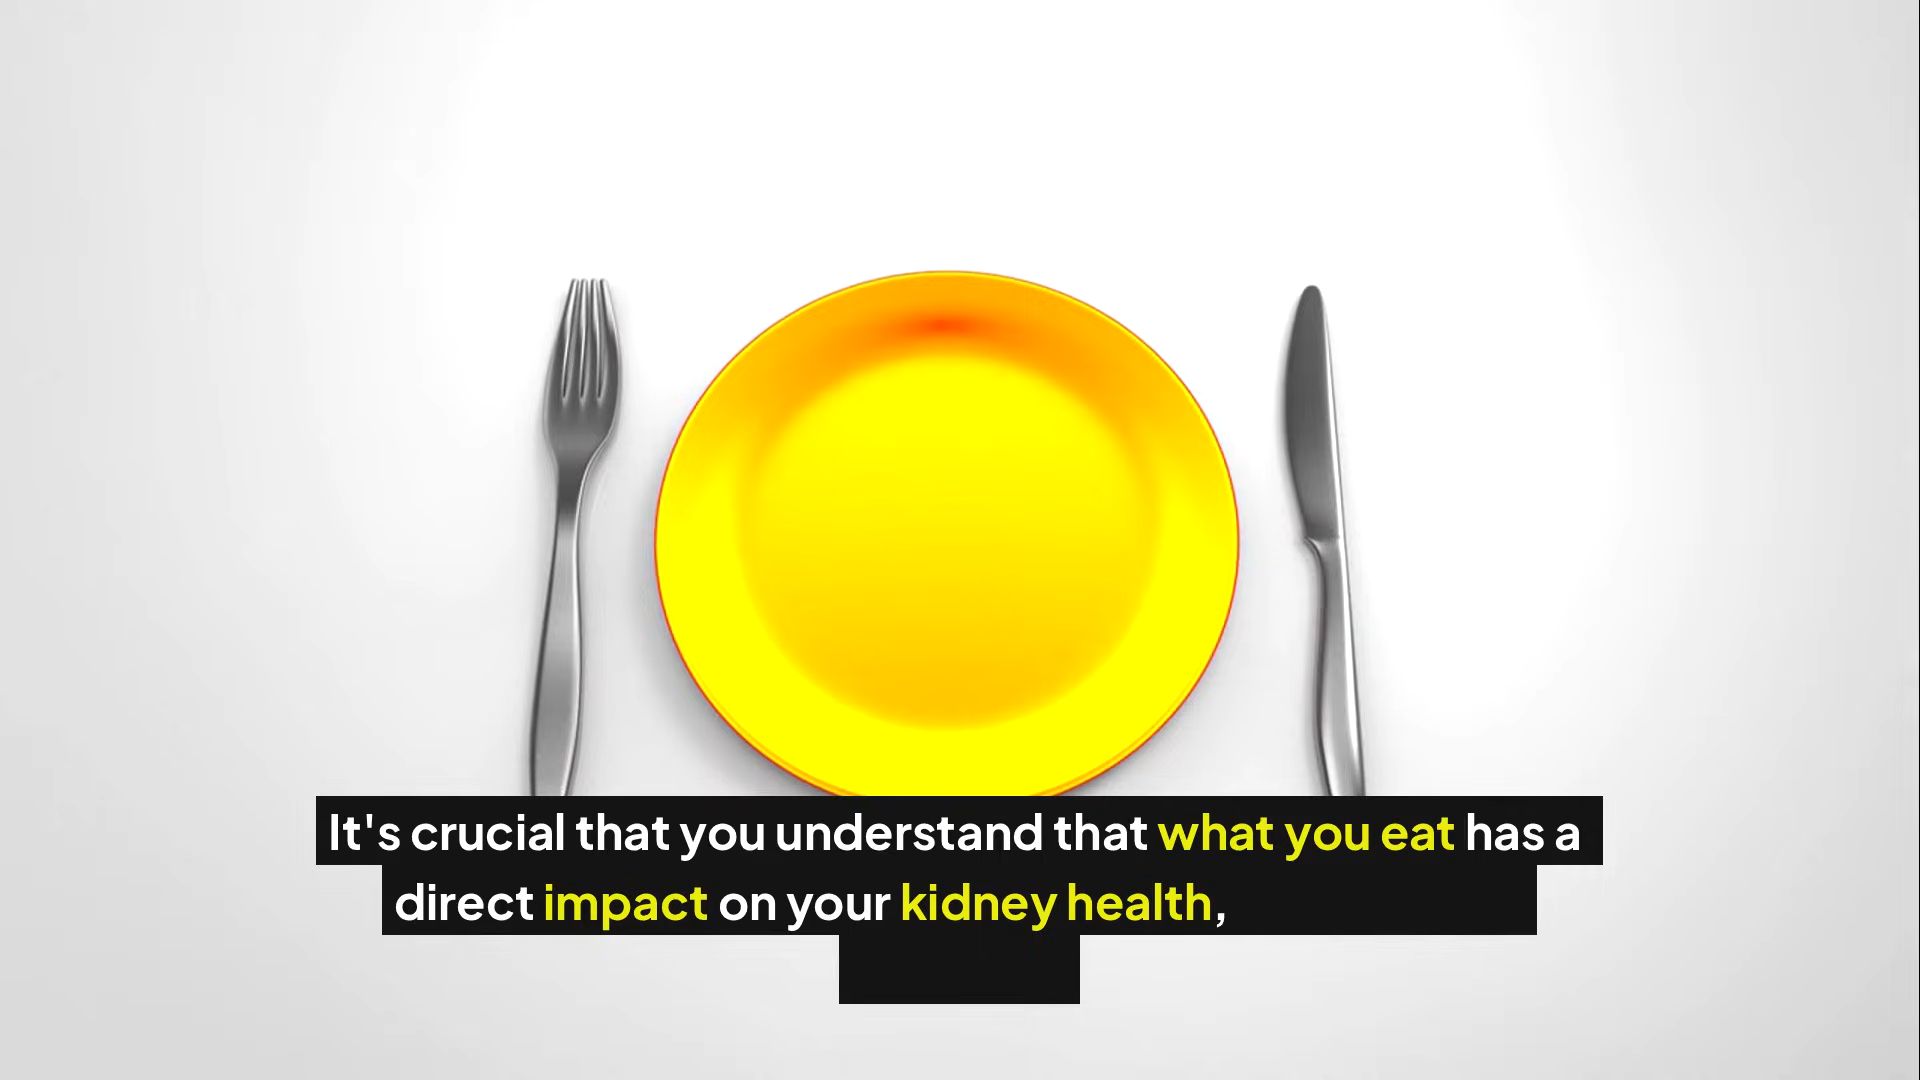 It's crucial that you understand that what you eat has a
direct impact on your kidney health,